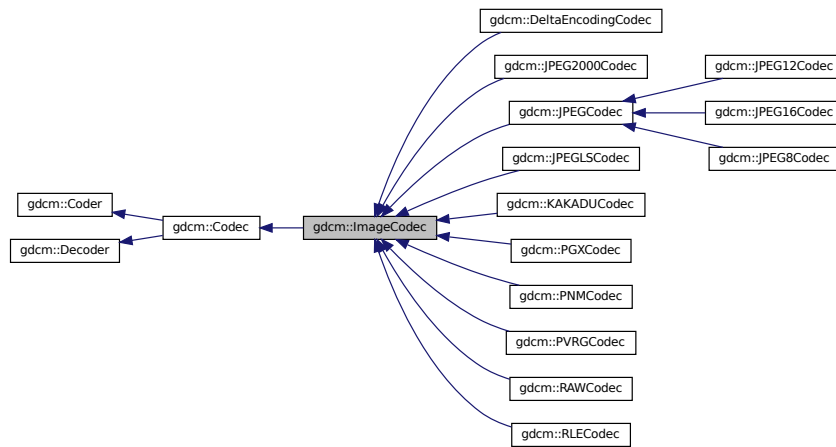 gdcm::DeltaEncodingCodec
gdcm::JPEG2000Codec
gdcm::JPEG12Codec
gdcm::JPEGCodec
gdcm::JPEG16Codec
gdcm::JPEGLSCodec
gdcm::JPEG8Codec
gdcm::Coder
gdcm::KAKADUCodec
gdcm::Codec
gdcm::ImageCodec
gdcm::Decoder
gdcm::PGXCodec
gdcm::PNMCodec
gdcm::PVRGCodec
gdcm::RAWCodec
gdcm::RLECodec